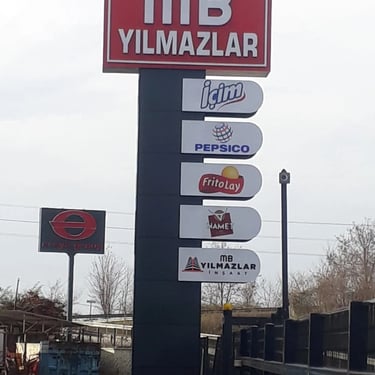 MB
YILMAZLAR
içim
PEPSICO
FritoLay
NAMET
MB
YILMAZLAR
İNŞAAT